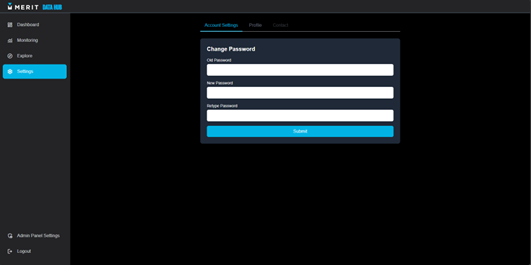 MERIT DATA HUB
Dashboard
Monitoring
Explore
Settings
Admin Panel Settings
Logout
Account Settings
Profile
Contact
Change Password
Old Password
New Password
Retype Password
Submit